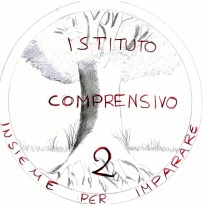 ISTITUTO
COMPRENSIVO
2
INSIEME PER IMPARARE